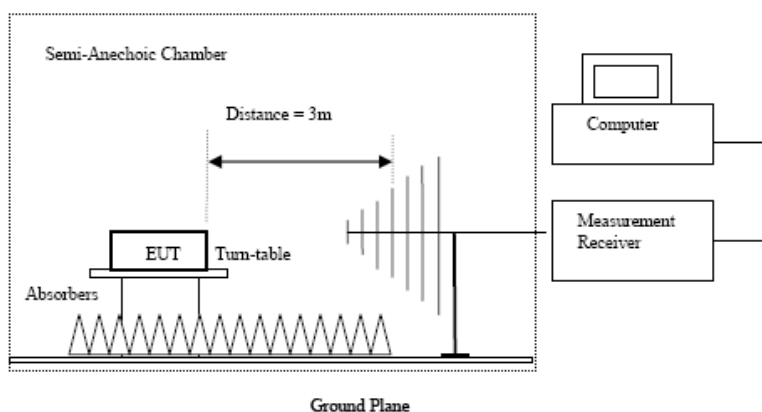 Semi-Anechoic Chamber
Distance = 3m
Computer
Measurement
Receiver
EUT
Turn-table
Absorbers
Ground Plane